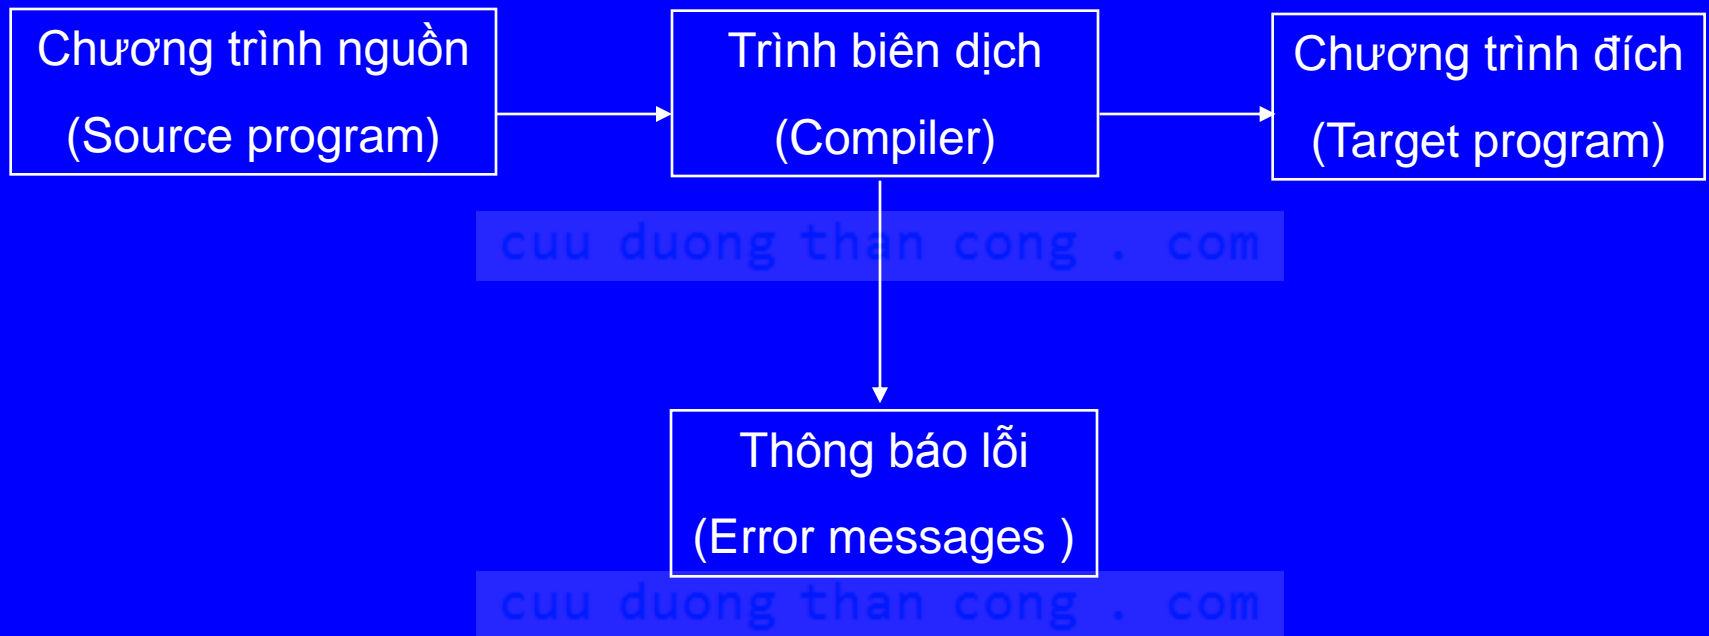 Chương trình nguồn
(Source program)
Trình biên dịch
(Compiler)
Chương trình đích
(Target program)
cuu duong than cong . com
Thông báo lỗi
(Error messages )
cuu duong than cong . com